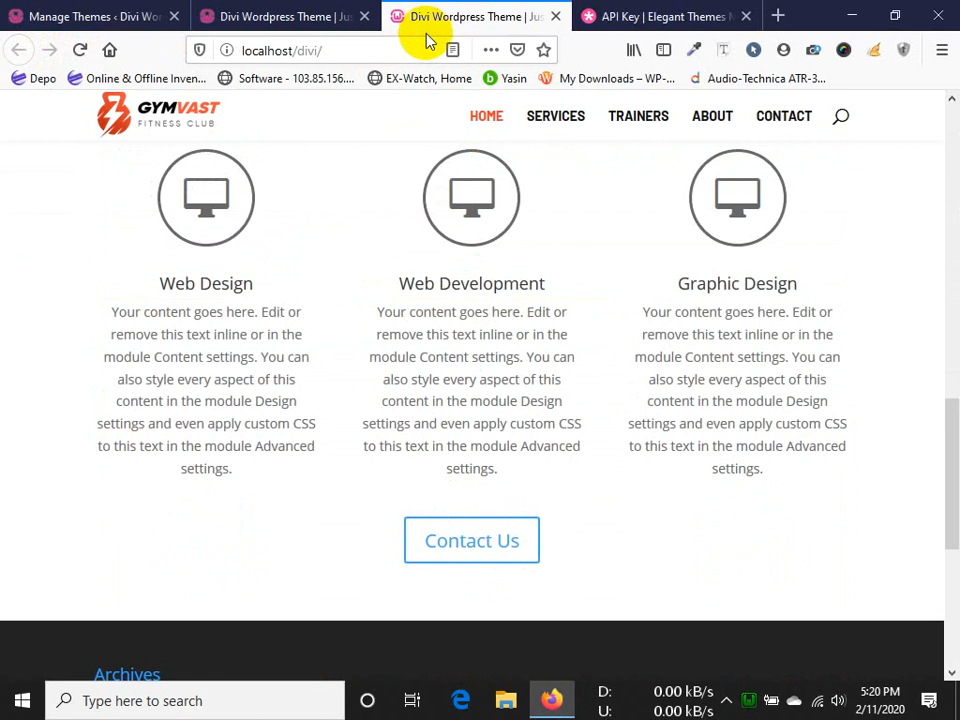 Manage Themes ‹ Divi Wor
Divi Wordpress Theme | Jus
Divi Wordpress Theme | Jus
API Key | Elegant Themes M
localhost/divi/
Depo
Online & Offline Inven...
Software - 103.85.156....
EX-Watch, Home
Yasin
My Downloads – WP-...
Audio-Technica ATR-3...
GYMVAST
FITNESS CLUB
HOME
SERVICES
TRAINERS
ABOUT
CONTACT
Web Design
Your content goes here. Edit or
remove this text inline or in the
module Content settings. You can
also style every aspect of this
content in the module Design
settings and even apply custom CSS
to this text in the module Advanced
settings.
Web Development
Your content goes here. Edit or
remove this text inline or in the
module Content settings. You can
also style every aspect of this
content in the module Design
settings and even apply custom CSS
to this text in the module Advanced
settings.
Graphic Design
Your content goes here. Edit or
remove this text inline or in the
module Content settings. You can
also style every aspect of this
content in the module Design
settings and even apply custom CSS
to this text in the module Advanced
settings.
Contact Us
Archives
Type here to search
D: 0.00 kB/s
U: 0.00 kB/s
5:20 PM
2/11/2020